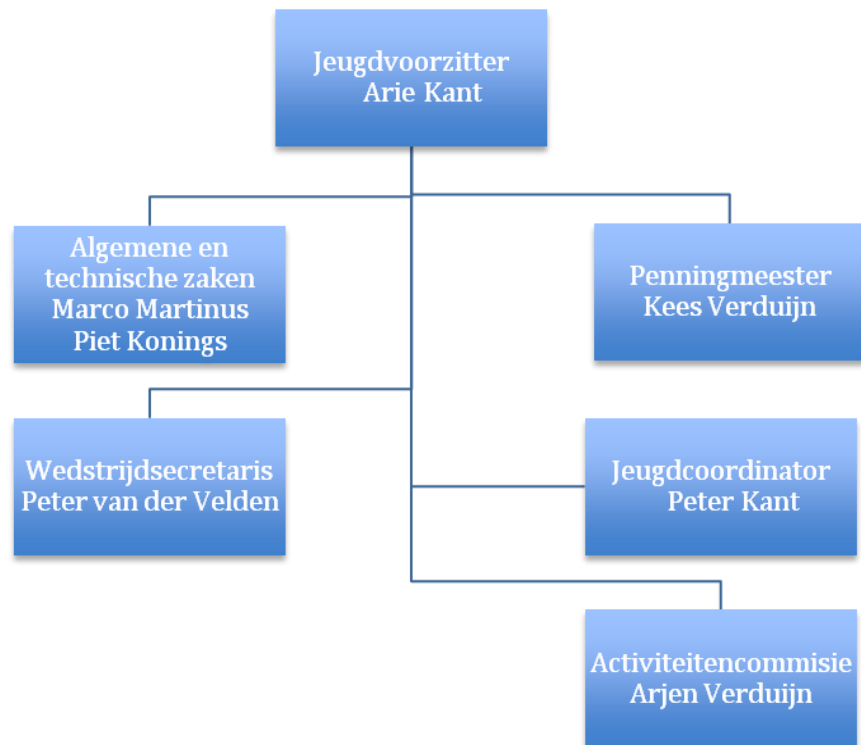 Jeugdvoorzitter
Arie Kant
Algemene en
technische zaken
Marco Martinus
Piet Konings
Penningmeester
Kees Verduijn
Wedstrijdsecretaris
Peter van der Velden
Jeugdcoordinator
Peter Kant
Activiteitencommisie
Arjen Verduijn